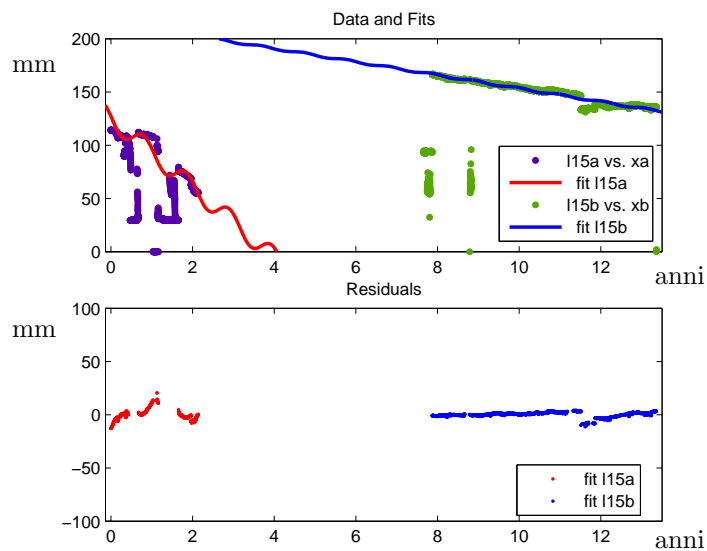 Data and Fits
mm
200
150
100
50
0
l15a vs. xa
fit l15a
l15b vs. xb
fit l15b
0 2 4 6 8 10 12
anni
Residuals
mm
100
50
0
−50
−100
fit l15a
fit l15b
0 2 4 6 8 10 12
anni